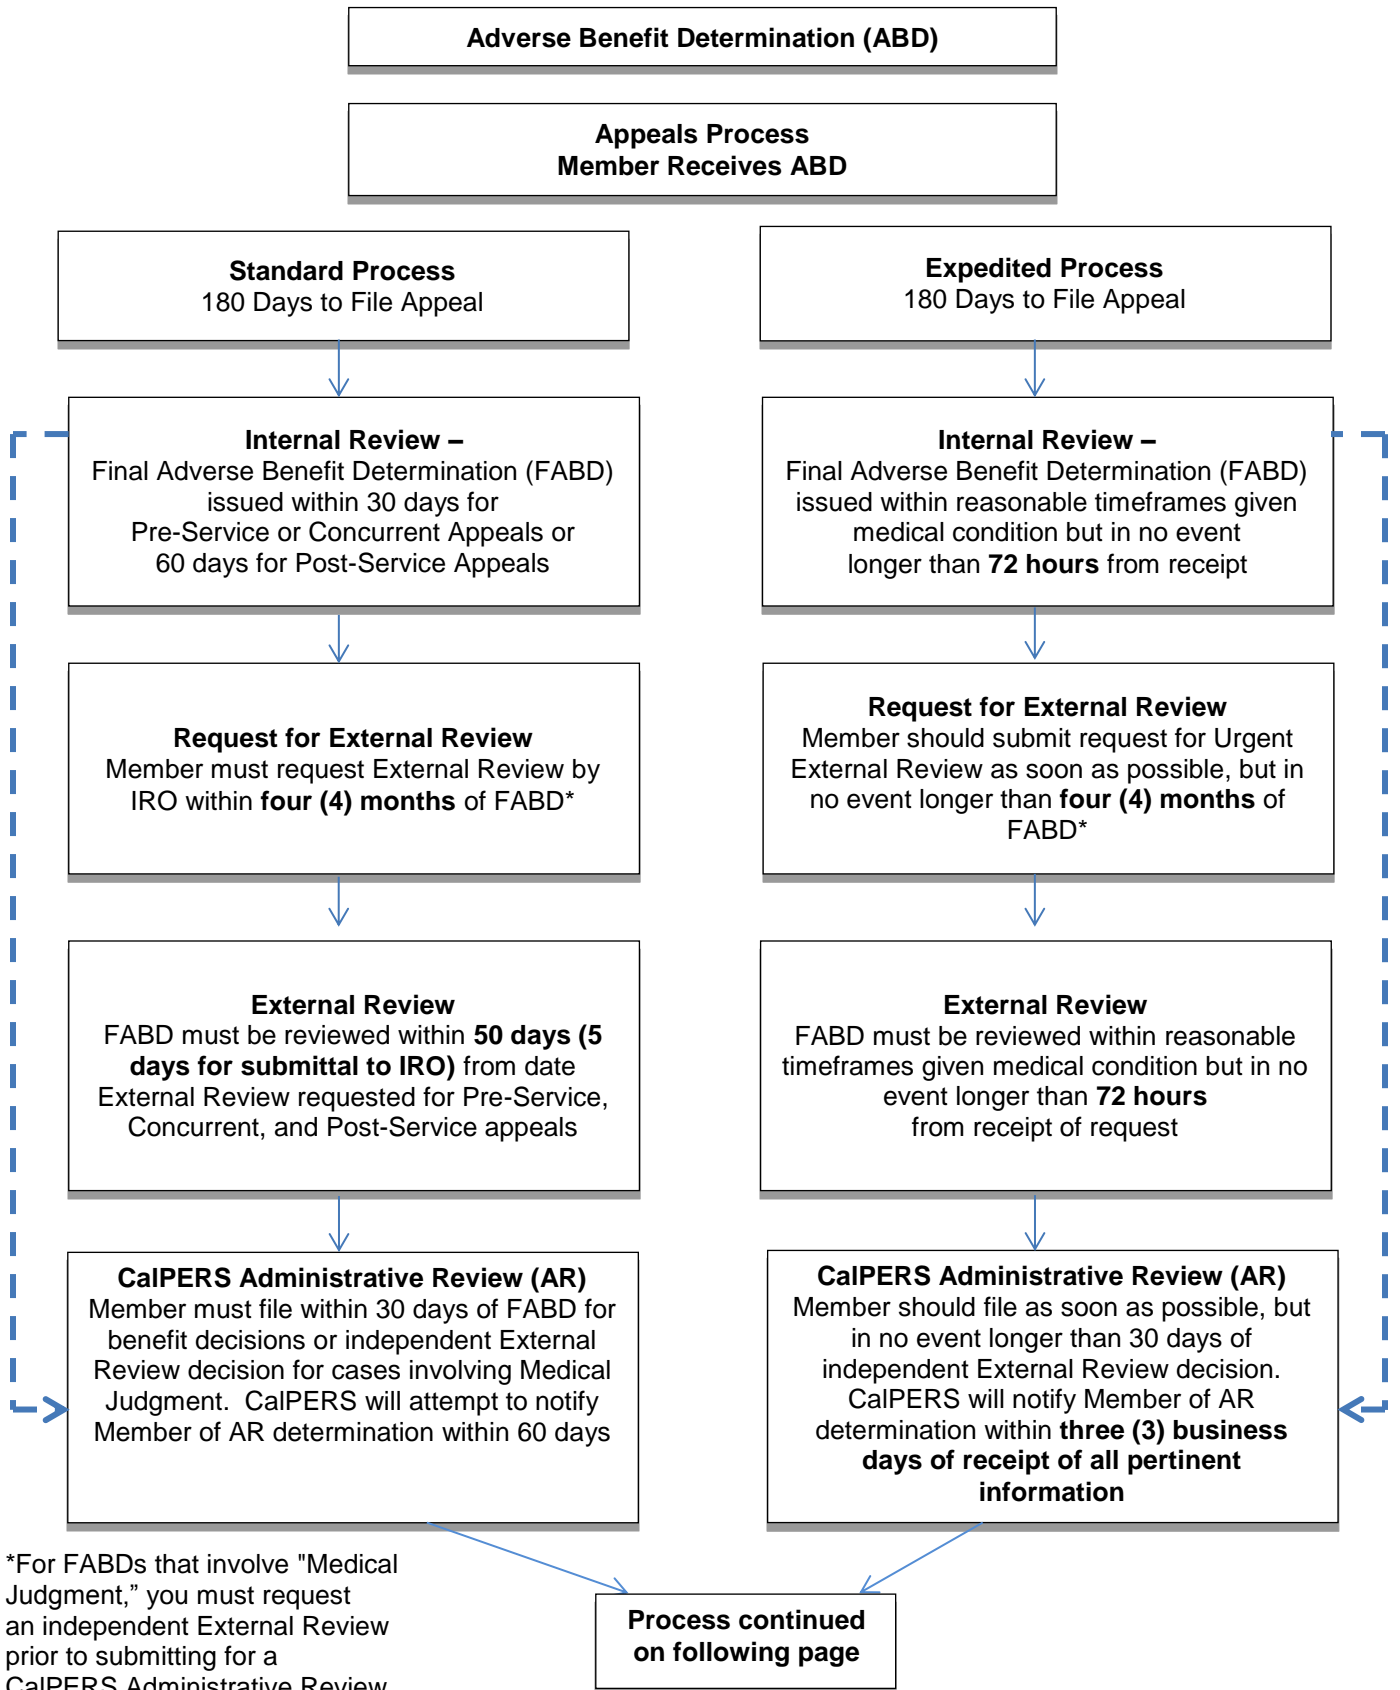 Adverse Benefit Determination (ABD)
Appeals Process
Member Receives ABD
Standard Process
180 Days to File Appeal
Internal Review –
Final Adverse Benefit Determination (FABD)
issued within 30 days for
Pre-Service or Concurrent Appeals or
60 days for Post-Service Appeals
Request for External Review
Member must request External Review by
IRO within four (4) months of FABD*
External Review
FABD must be reviewed within 50 days (5
days for submittal to IRO) from date
External Review requested for Pre-Service,
Concurrent, and Post-Service appeals
CalPERS Administrative Review (AR)
Member must file within 30 days of FABD for
benefit decisions or independent External
Review decision for cases involving Medical
Judgment.  CalPERS will attempt to notify
Member of AR determination within 60 days
Expedited Process
180 Days to File Appeal
Internal Review –
Final Adverse Benefit Determination (FABD)
issued within reasonable timeframes given
medical condition but in no event
longer than 72 hours from receipt
Request for External Review
Member should submit request for Urgent
External Review as soon as possible, but in
no event longer than four (4) months of
FABD*
External Review
FABD must be reviewed within reasonable
timeframes given medical condition but in no
event longer than 72 hours
from receipt of request
CalPERS Administrative Review (AR)
Member should file as soon as possible, but
in no event longer than 30 days of
independent External Review decision.
CalPERS will notify Member of AR
determination within three (3) business
days of receipt of all pertinent
information
*For FABDs that involve "Medical
Judgment,” you must request
an independent External Review
prior to submitting for a
CalPERS Administrative Review
Process continued
on following page